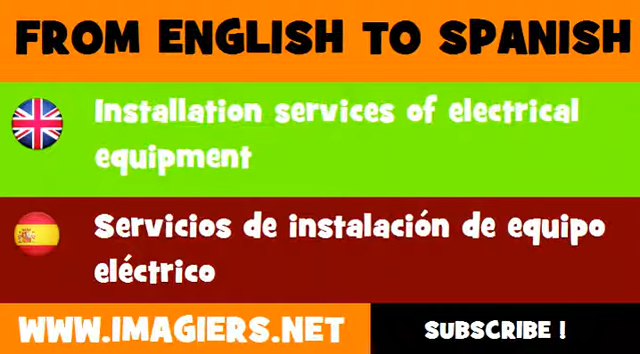 FROM ENGLISH TO SPANISH
Installation services of electrical
equipment
Servicios de instalación de equipo
eléctrico
WWW.IMAGIERS.NET
SUBSCRIBE !